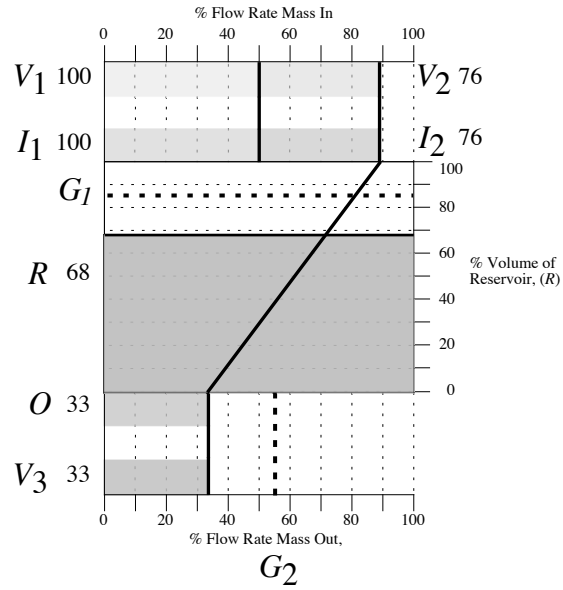 % Flow Rate Mass In
0 20 40 60 80 100
V1 100 V2 76
I1 100 I2 76
100
G1
80
60
R 68
% Volume of
Reservoir, (R)
40
20
0
O 33
V3 33
0 20 40 60 80 100
% Flow Rate Mass Out,
G2